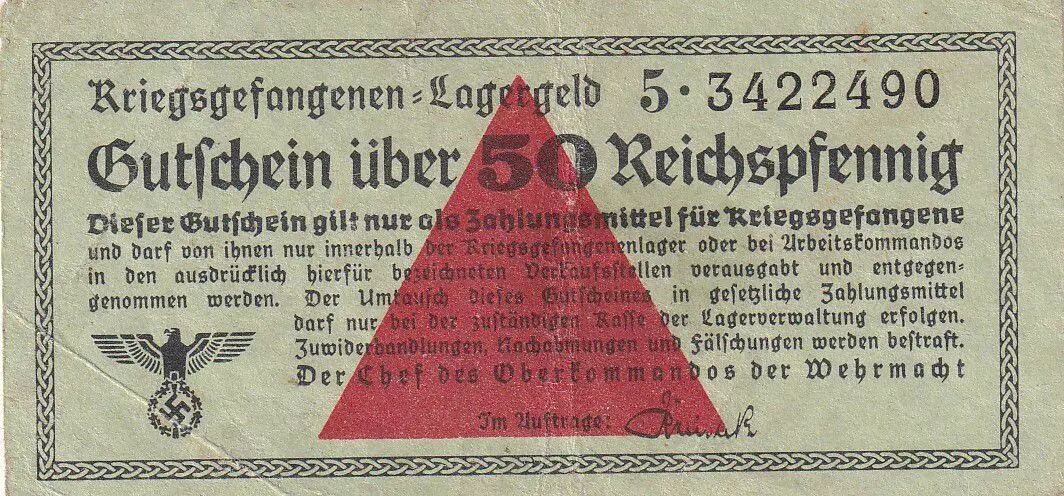 Kriegsgefangenen-Lagergeld 5·3422490
Gutschein über 50 Reichspfennig
Dieser Gutschein gilt nur als Zahlungsmittel für Kriegsgefangene
und darf von ihnen nur innerhalb der Kriegsgefangenenlager oder bei Arbeitskommandos
in den ausdrücklich hierfür bezeichneten Verkaufsstellen verausgabt und entgegen-
genommen werden. Der Umtausch dieses Gutscheines in gesetzliche Zahlungsmittel
darf nur bei der zuständigen Kasse der Lagerverwaltung erfolgen.
Zuwiderhandlungen, Nachahmungen und Fälschungen werden bestraft.
Der Chef des Oberkommandos der Wehrmacht
Im Auftrage: